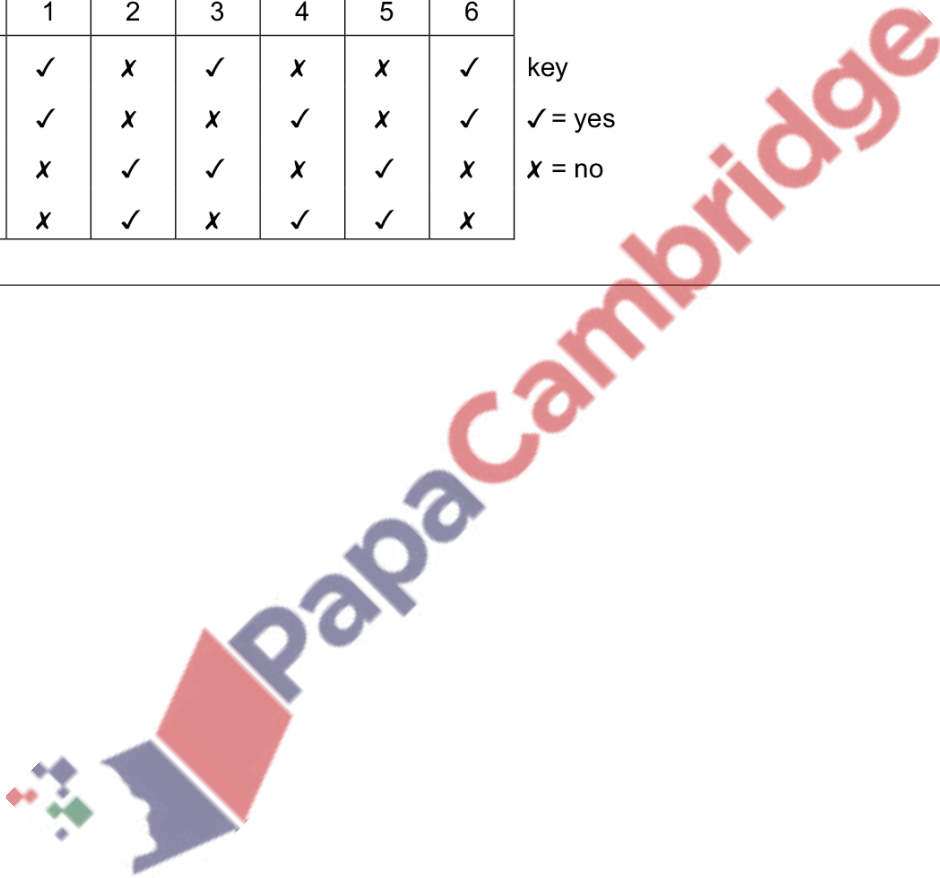 1 2 3 4 5 6
✓ ✗ ✓ ✗ ✗ ✓ key
✓ ✗ ✗ ✓ ✗ ✓ ✓ = yes
✗ ✓ ✓ ✗ ✓ ✗ ✗ = no
✗ ✓ ✗ ✓ ✓ ✗
PapaCambridge